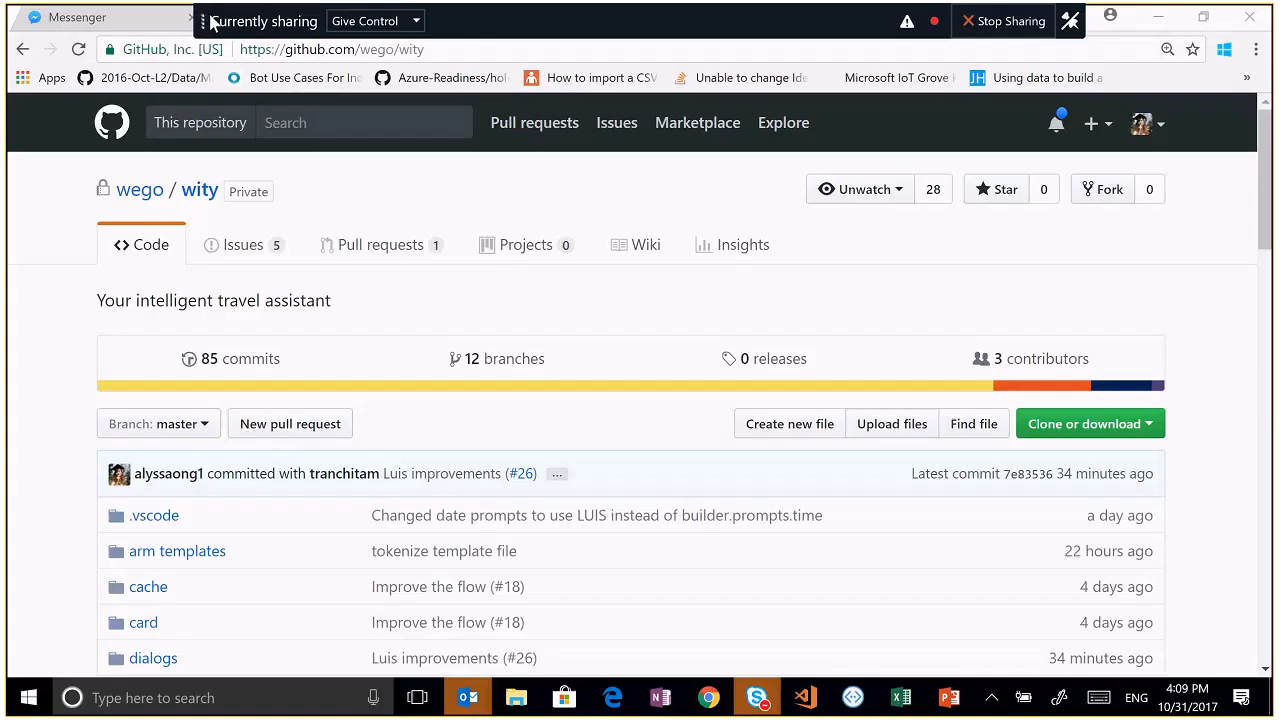 Messenger
Currently sharing
Give Control
Stop Sharing
GitHub, Inc. [US]
https://github.com/wego/wity
Apps
2016-Oct-L2/Data/M
Bot Use Cases For Inc
Azure-Readiness/hol
How to import a CSV
Unable to change Ide
Microsoft IoT Grove
Using data to build a
»
This repository
Search
Pull requests
Issues
Marketplace
Explore
wego / wity
Private
Unwatch
28
Star
0
Fork
0
Code
Issues 5
Pull requests 1
Projects 0
Wiki
Insights
Your intelligent travel assistant
85 commits
12 branches
0 releases
3 contributors
Branch: master
New pull request
Create new file
Upload files
Find file
Clone or download
alyssaong1 committed with tranchitam Luis improvements (#26) ...
Latest commit 7e83536 34 minutes ago
.vscode
Changed date prompts to use LUIS instead of builder.prompts.time
a day ago
arm templates
tokenize template file
22 hours ago
cache
Improve the flow (#18)
4 days ago
card
Improve the flow (#18)
4 days ago
dialogs
Luis improvements (#26)
34 minutes ago
Type here to search
ENG
4:09 PM
10/31/2017